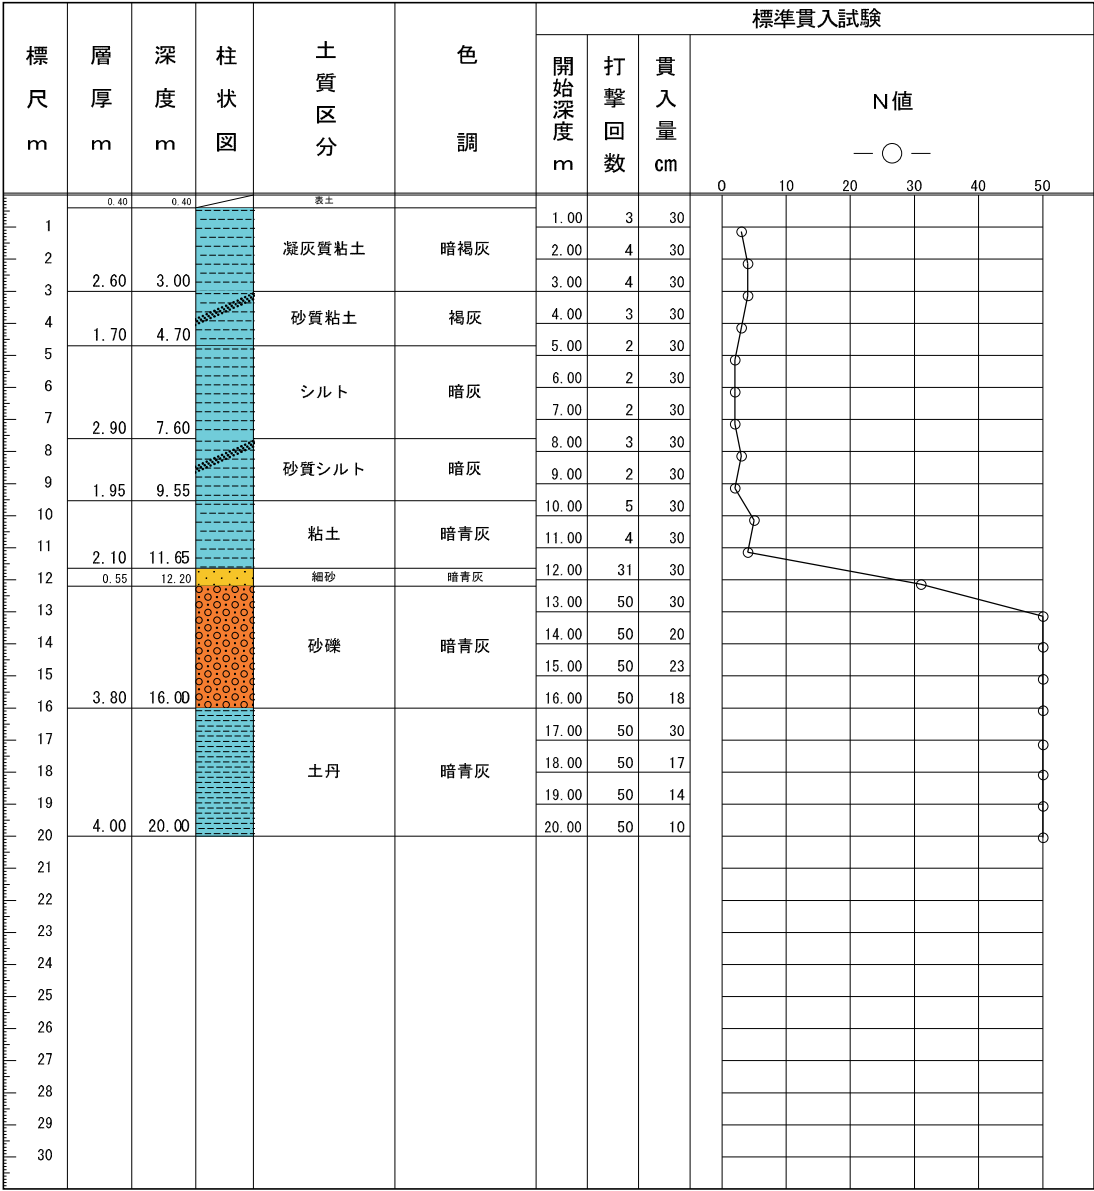 標尺 m
層厚 m
深度 m
柱状図
土質区分
色調
標準貫入試験
開始深度 m
打撃回数
貫入量 cm
N値
0 10 20 30 40 50
0.40 0.40 表土
1 1.00 3 30
凝灰質粘土 暗褐灰
2 2.00 4 30
2.60 3.00 3.00 4 30
3
4.00 3 30
砂質粘土 褐灰
4
1.70 4.70
5 5.00 2 30
6 シルト 暗灰 6.00 2 30
7 7.00 2 30
2.90 7.60
8 8.00 3 30
砂質シルト 暗灰
9 9.00 2 30
1.95 9.55
10 10.00 5 30
粘土 暗青灰
11 11.00 4 30
2.10 11.65
12 0.55 12.20 細砂 暗青灰 12.00 31 30
13 13.00 50 30
14 砂礫 暗青灰 14.00 50 20
15 15.00 50 23
3.80 16.00 16.00 50 18
16
17 17.00 50 30
18 土丹 暗青灰 18.00 50 17
19 19.00 50 14
4.00 20.00 20.00 50 10
20
21
22
23
24
25
26
27
28
29
30